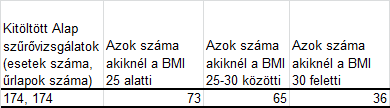 Kitöltött Alap
szűrővizsgálatok
(esetek száma,
űrlapok száma)
Azok száma
akiknél a BMI
25 alatti
Azok száma
akiknél a BMI
25-30 közötti
Azok száma
akiknél a BMI
30 feletti
174, 174 73 65 36